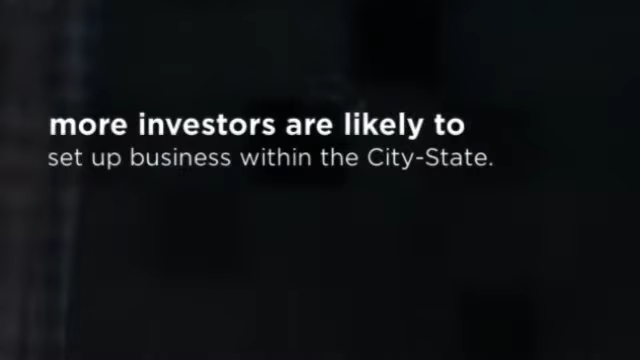 more investors are likely to
set up business within the City-State.